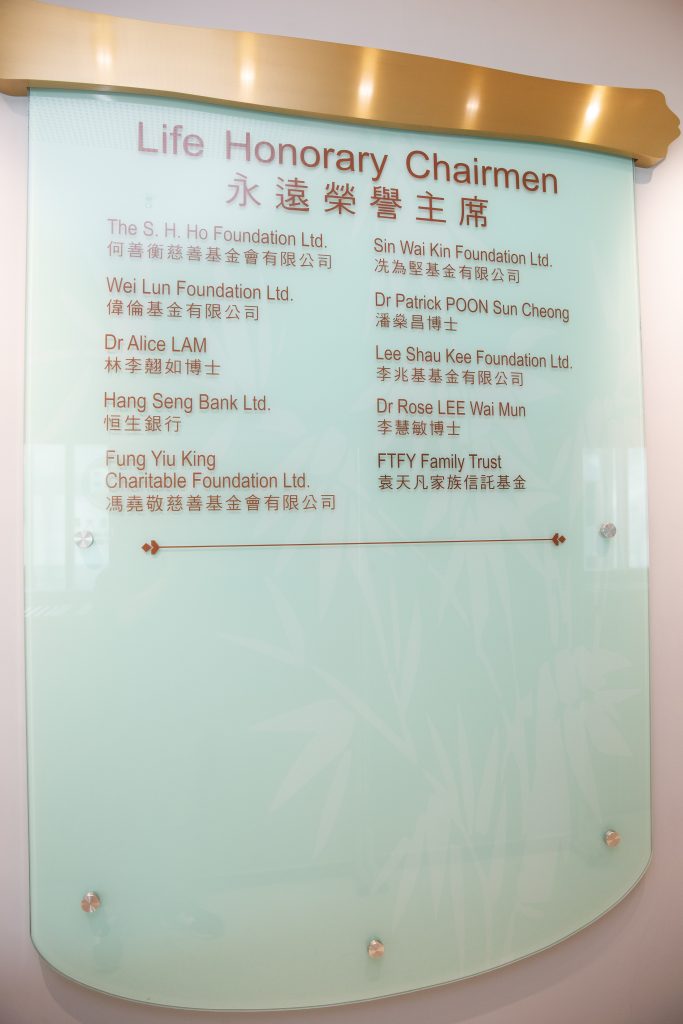 Life Honorary Chairmen
永遠榮譽主席
The S. H. Ho Foundation Ltd.
何善衡慈善基金會有限公司
Wei Lun Foundation Ltd.
偉倫基金有限公司
Dr Alice LAM
林李翹如博士
Hang Seng Bank Ltd.
恒生銀行
Fung Yiu King
Charitable Foundation Ltd.
馮堯敬慈善基金會有限公司
Sin Wai Kin Foundation Ltd.
冼為堅基金有限公司
Dr Patrick POON Sun Cheong
潘燊昌博士
Lee Shau Kee Foundation Ltd.
李兆基基金有限公司
Dr Rose LEE Wai Mun
李慧敏博士
FTFY Family Trust
袁天凡家族信託基金